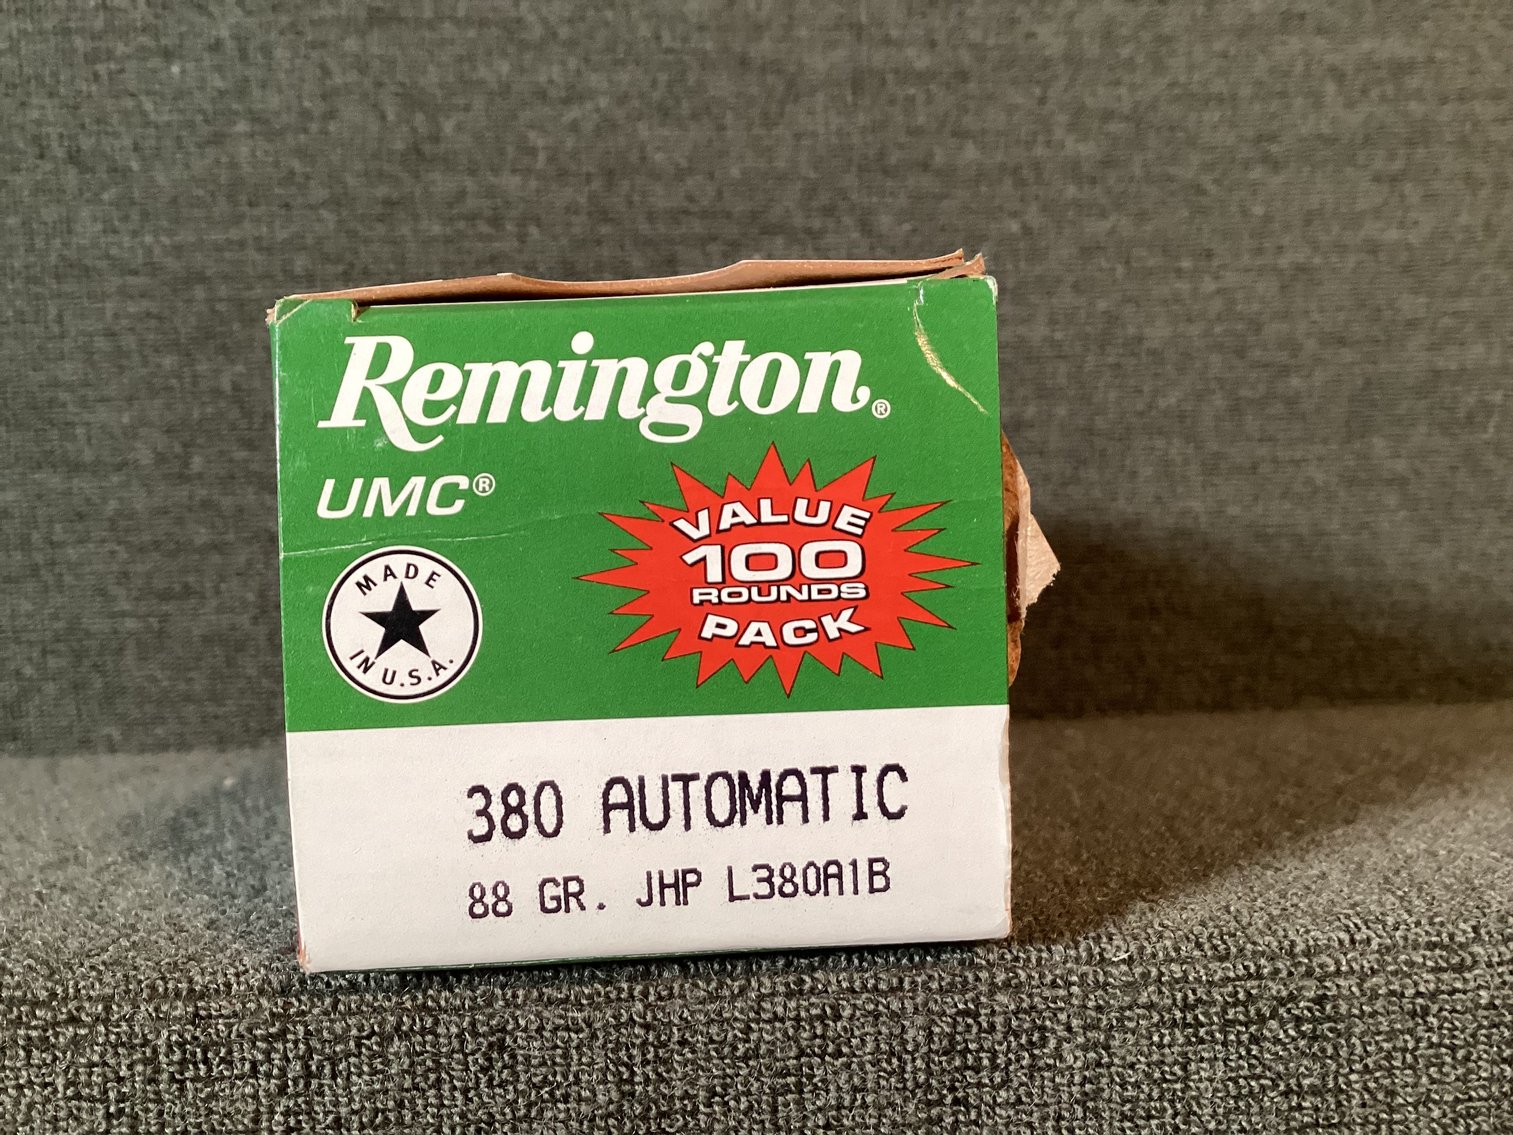 Remington®
UMC®
VALUE
100
ROUNDS
PACK
MADE
IN U.S.A.
380 AUTOMATIC
88 GR. JHP L380A1B